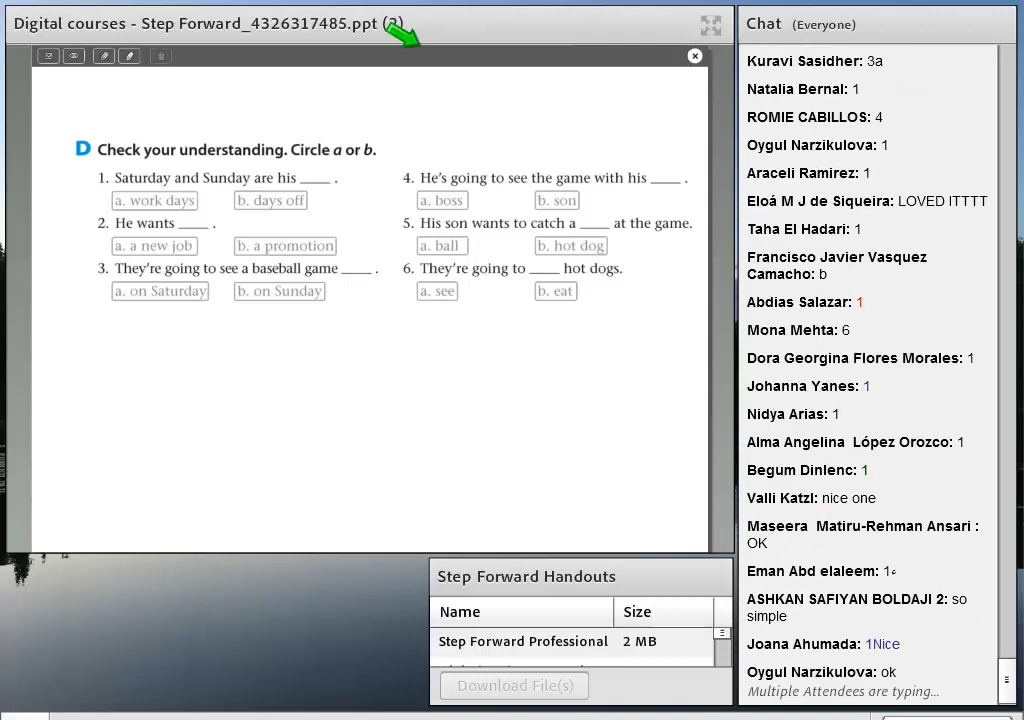 Digital courses - Step Forward_4326317485.ppt (2)
D Check your understanding. Circle a or b.
1. Saturday and Sunday are his ____ .
a. work days b. days off
2. He wants ____ .
a. a new job b. a promotion
3. They're going to see a baseball game ____ .
a. on Saturday b. on Sunday
4. He's going to see the game with his ____ .
a. boss b. son
5. His son wants to catch a ____ at the game.
a. ball b. hot dog
6. They're going to ____ hot dogs.
a. see b. eat
Step Forward Handouts
Name Size
Step Forward Professional 2 MB
Download File(s)
Chat (Everyone)
Kuravi Sasidher: 3a
Natalia Bernal: 1
ROMIE CABILLOS: 4
Oygul Narzikulova: 1
Araceli Ramirez: 1
Eloá M J de Siqueira: LOVED ITTTT
Taha El Hadari: 1
Francisco Javier Vasquez
Camacho: b
Abdias Salazar: 1
Mona Mehta: 6
Dora Georgina Flores Morales: 1
Johanna Yanes: 1
Nidya Arias: 1
Alma Angelina López Orozco: 1
Begum Dinlenc: 1
Valli Katzl: nice one
Maseera Matiru-Rehman Ansari :
OK
Eman Abd elaleem: 1ء
ASHKAN SAFIYAN BOLDAJI 2: so
simple
Joana Ahumada: 1Nice
Oygul Narzikulova: ok
Multiple Attendees are typing...